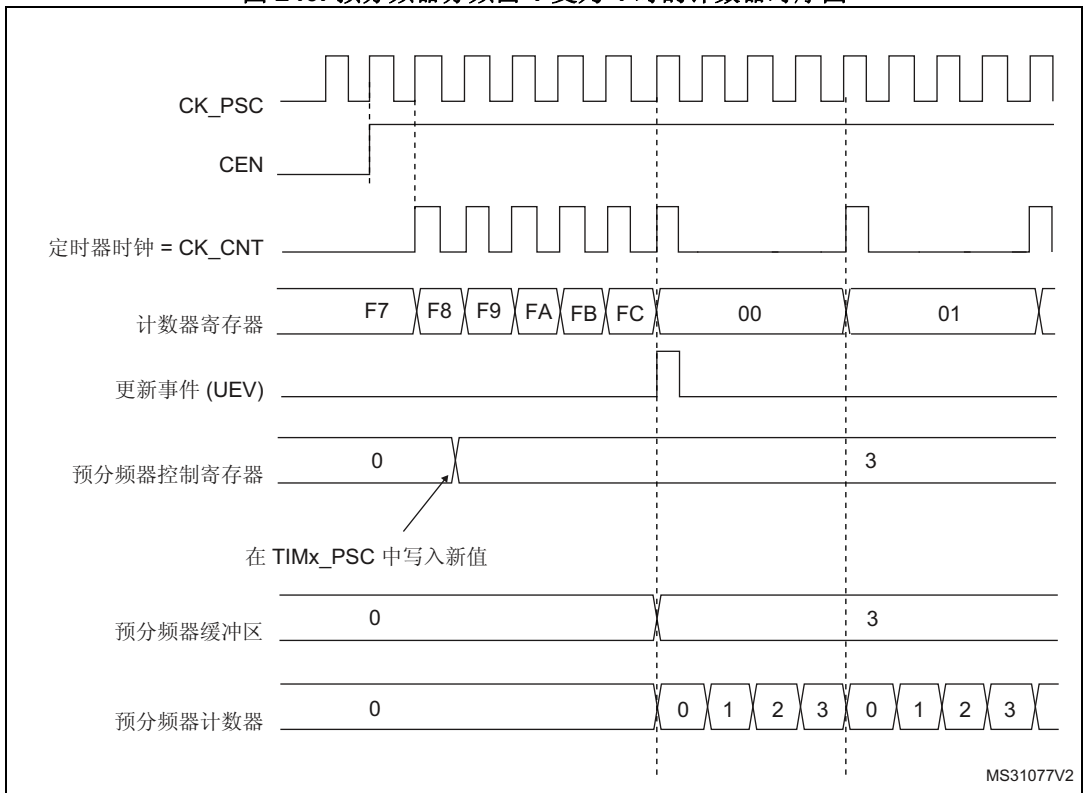 CK_PSC
CEN
定时器时钟 = CK_CNT
计数器寄存器 F7 F8 F9 FA FB FC 00 01
更新事件 (UEV)
预分频器控制寄存器 0 3
在 TIMx_PSC 中写入新值
预分频器缓冲区 0 3
预分频器计数器 0 0 1 2 3 0 1 2 3
MS31077V2